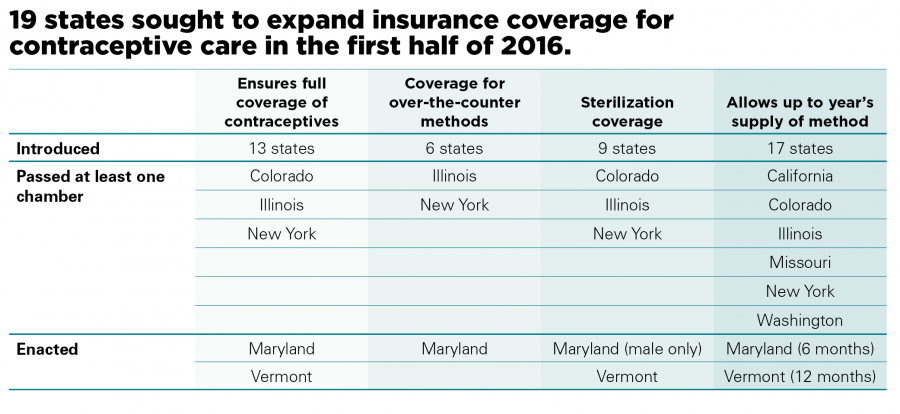 19 states sought to expand insurance coverage for
contraceptive care in the first half of 2016.
Ensures full
coverage of
contraceptives
Coverage for
over-the-counter
methods
Sterilization
coverage
Allows up to year’s
supply of method
Introduced 13 states 6 states 9 states 17 states
Passed at least one
chamber
Colorado Illinois Colorado California
Illinois New York Illinois Colorado
New York New York Illinois
Missouri
New York
Washington
Enacted Maryland Maryland Maryland (male only) Maryland (6 months)
Vermont Vermont Vermont (12 months)